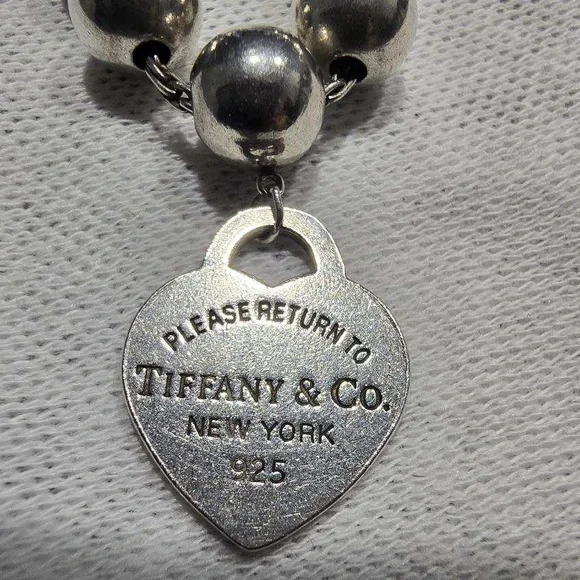 PLEASE RETURN TO
TIFFANY & CO.
NEW YORK
925